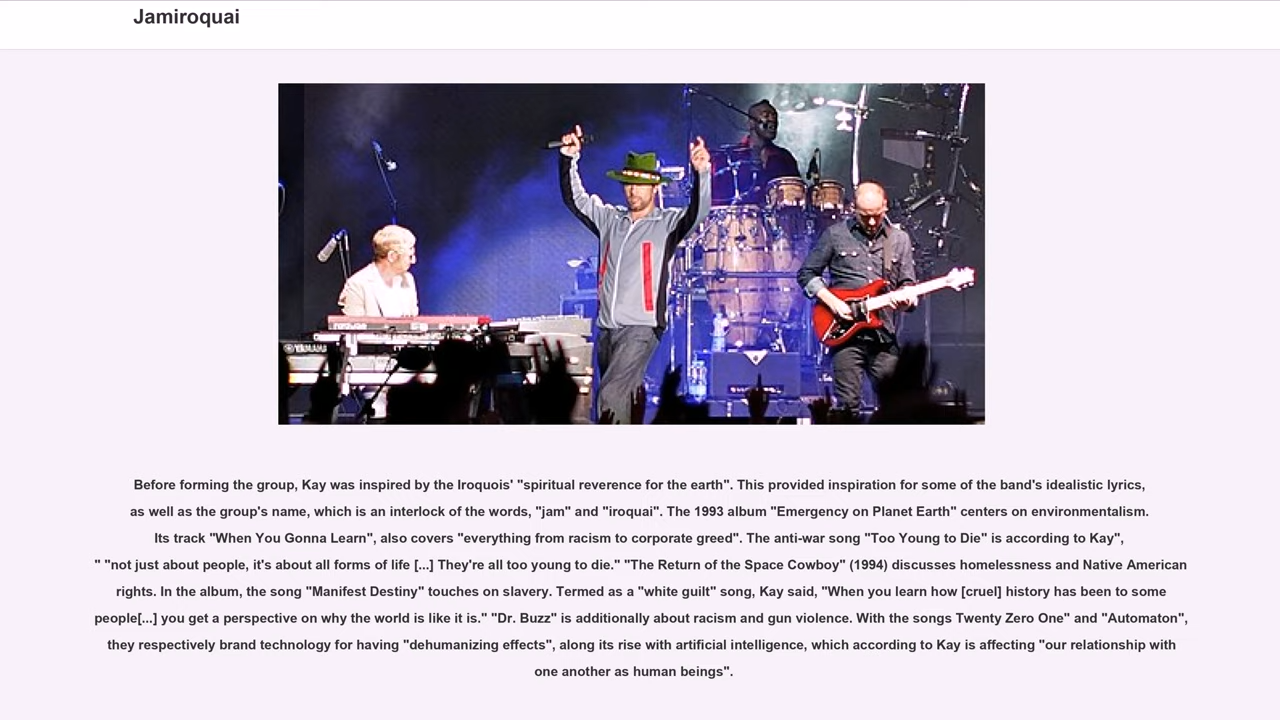 Jamiroquai
YAMAHA
Before forming the group, Kay was inspired by the Iroquois' "spiritual reverence for the earth". This provided inspiration for some of the band's idealistic lyrics,
as well as the group's name, which is an interlock of the words, "jam" and "iroquai". The 1993 album "Emergency on Planet Earth" centers on environmentalism.
Its track "When You Gonna Learn", also covers "everything from racism to corporate greed". The anti-war song "Too Young to Die" is according to Kay",
" "not just about people, it's about all forms of life [...] They're all too young to die." "The Return of the Space Cowboy" (1994) discusses homelessness and Native American
rights. In the album, the song "Manifest Destiny" touches on slavery. Termed as a "white guilt" song, Kay said, "When you learn how [cruel] history has been to some
people[...] you get a perspective on why the world is like it is." "Dr. Buzz" is additionally about racism and gun violence. With the songs Twenty Zero One" and "Automaton",
they respectively brand technology for having "dehumanizing effects", along its rise with artificial intelligence, which according to Kay is affecting "our relationship with
one another as human beings".